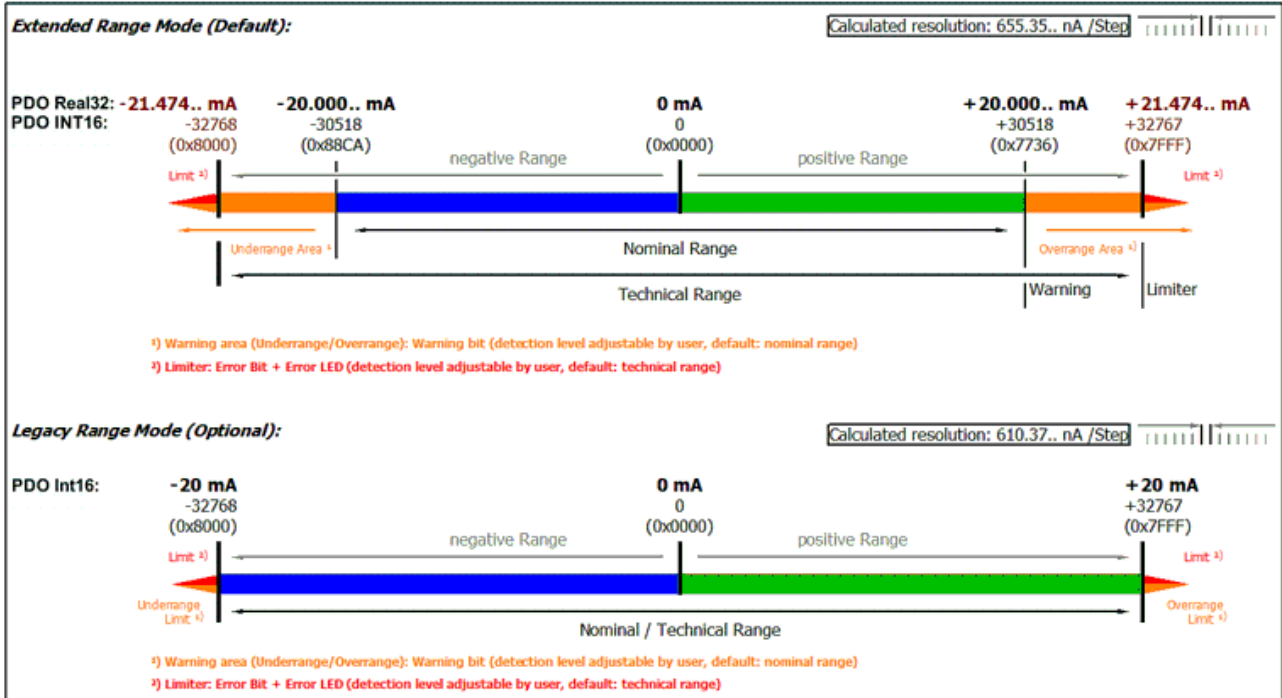 Extended Range Mode (Default):
Calculated resolution: 655.35.. nA /Step
PDO Real32: -21.474.. mA -20.000.. mA 0 mA +20.000.. mA +21.474.. mA
PDO INT16: -32768 -30518 0 +30518 +32767
(0x8000) (0x88CA) (0x0000) (0x7736) (0x7FFF)
negative Range positive Range
Limit ²⁾ Limit ²⁾
Underrange Area ¹ Nominal Range Overrange Area ¹⁾
Technical Range Warning Limiter
¹) Warning area (Underrange/Overrange): Warning bit (detection level adjustable by user, default: nominal range)
²) Limiter: Error Bit + Error LED (detection level adjustable by user, default: technical range)
Legacy Range Mode (Optional):
Calculated resolution: 610.37.. nA /Step
PDO Int16: -20 mA 0 mA +20 mA
-32768 0 +32767
(0x8000) (0x0000) (0x7FFF)
negative Range positive Range
Limit ²⁾ Limit ²⁾
Underrange Overrange
Limit ¹⁾ Limit ¹⁾
Nominal / Technical Range
¹) Warning area (Underrange/Overrange): Warning bit (detection level adjustable by user, default: nominal range)
²) Limiter: Error Bit + Error LED (detection level adjustable by user, default: technical range)